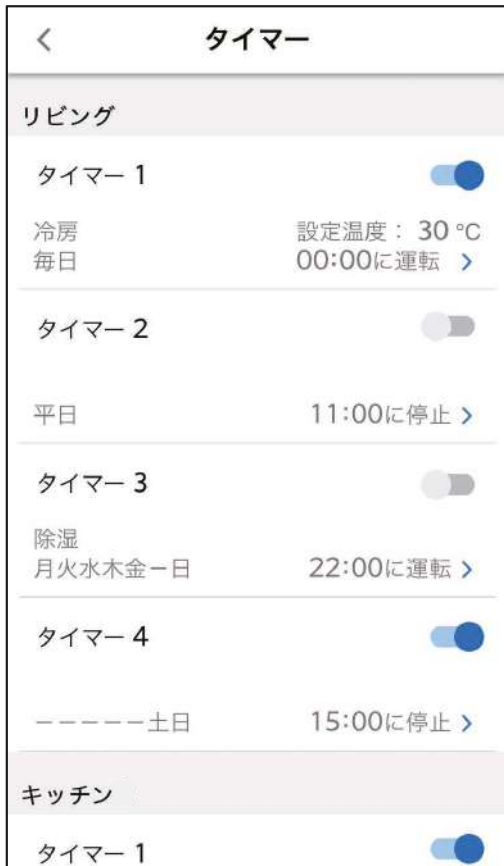 タイマー
リビング
タイマー 1
冷房 設定温度： 30 °C
毎日 00:00に運転
タイマー 2
平日 11:00に停止
タイマー 3
除湿
月火水木金ー日 22:00に運転
タイマー 4
ーーーーー土日 15:00に停止
キッチン
タイマー 1